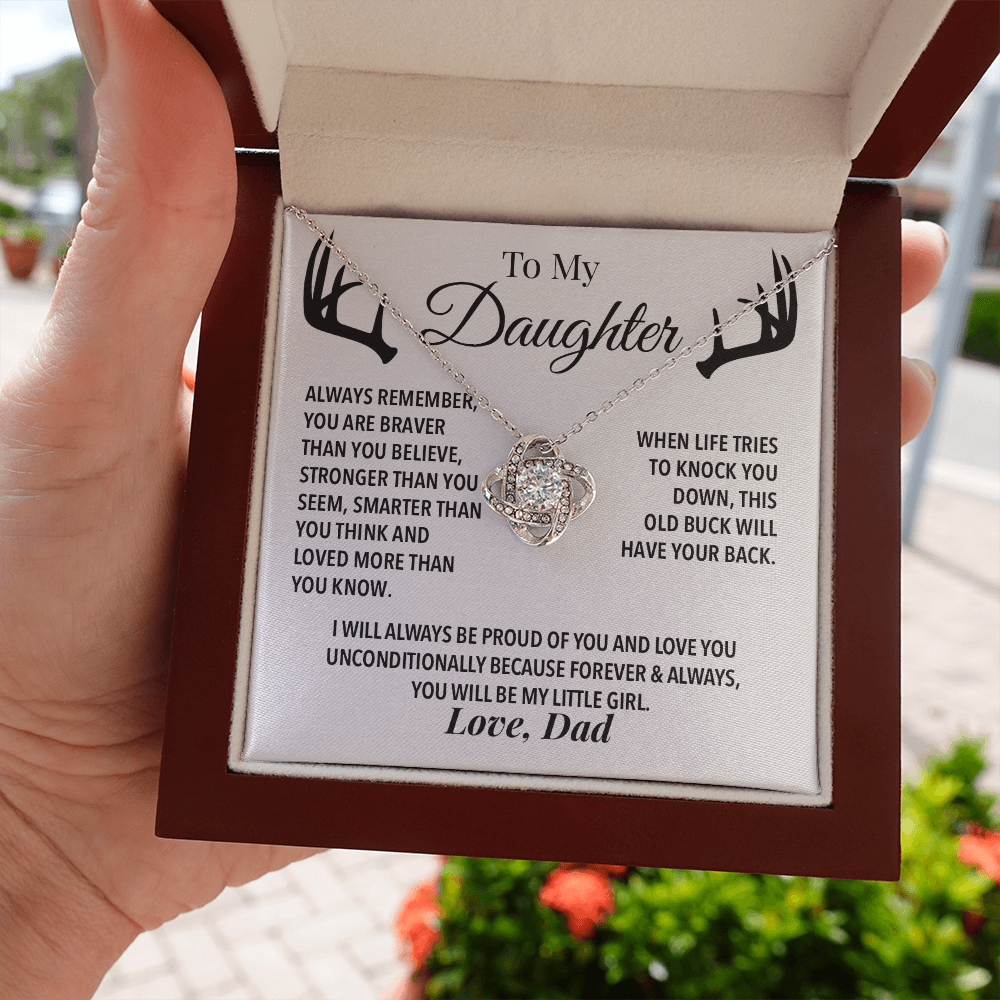 To My
Daughter
ALWAYS REMEMBER,
YOU ARE BRAVER
THAN YOU BELIEVE,
STRONGER THAN YOU
SEEM, SMARTER THAN
YOU THINK AND
LOVED MORE THAN
YOU KNOW.
WHEN LIFE TRIES
TO KNOCK YOU
DOWN, THIS
OLD BUCK WILL
HAVE YOUR BACK.
I WILL ALWAYS BE PROUD OF YOU AND LOVE YOU
UNCONDITIONALLY BECAUSE FOREVER & ALWAYS,
YOU WILL BE MY LITTLE GIRL.
Love, Dad